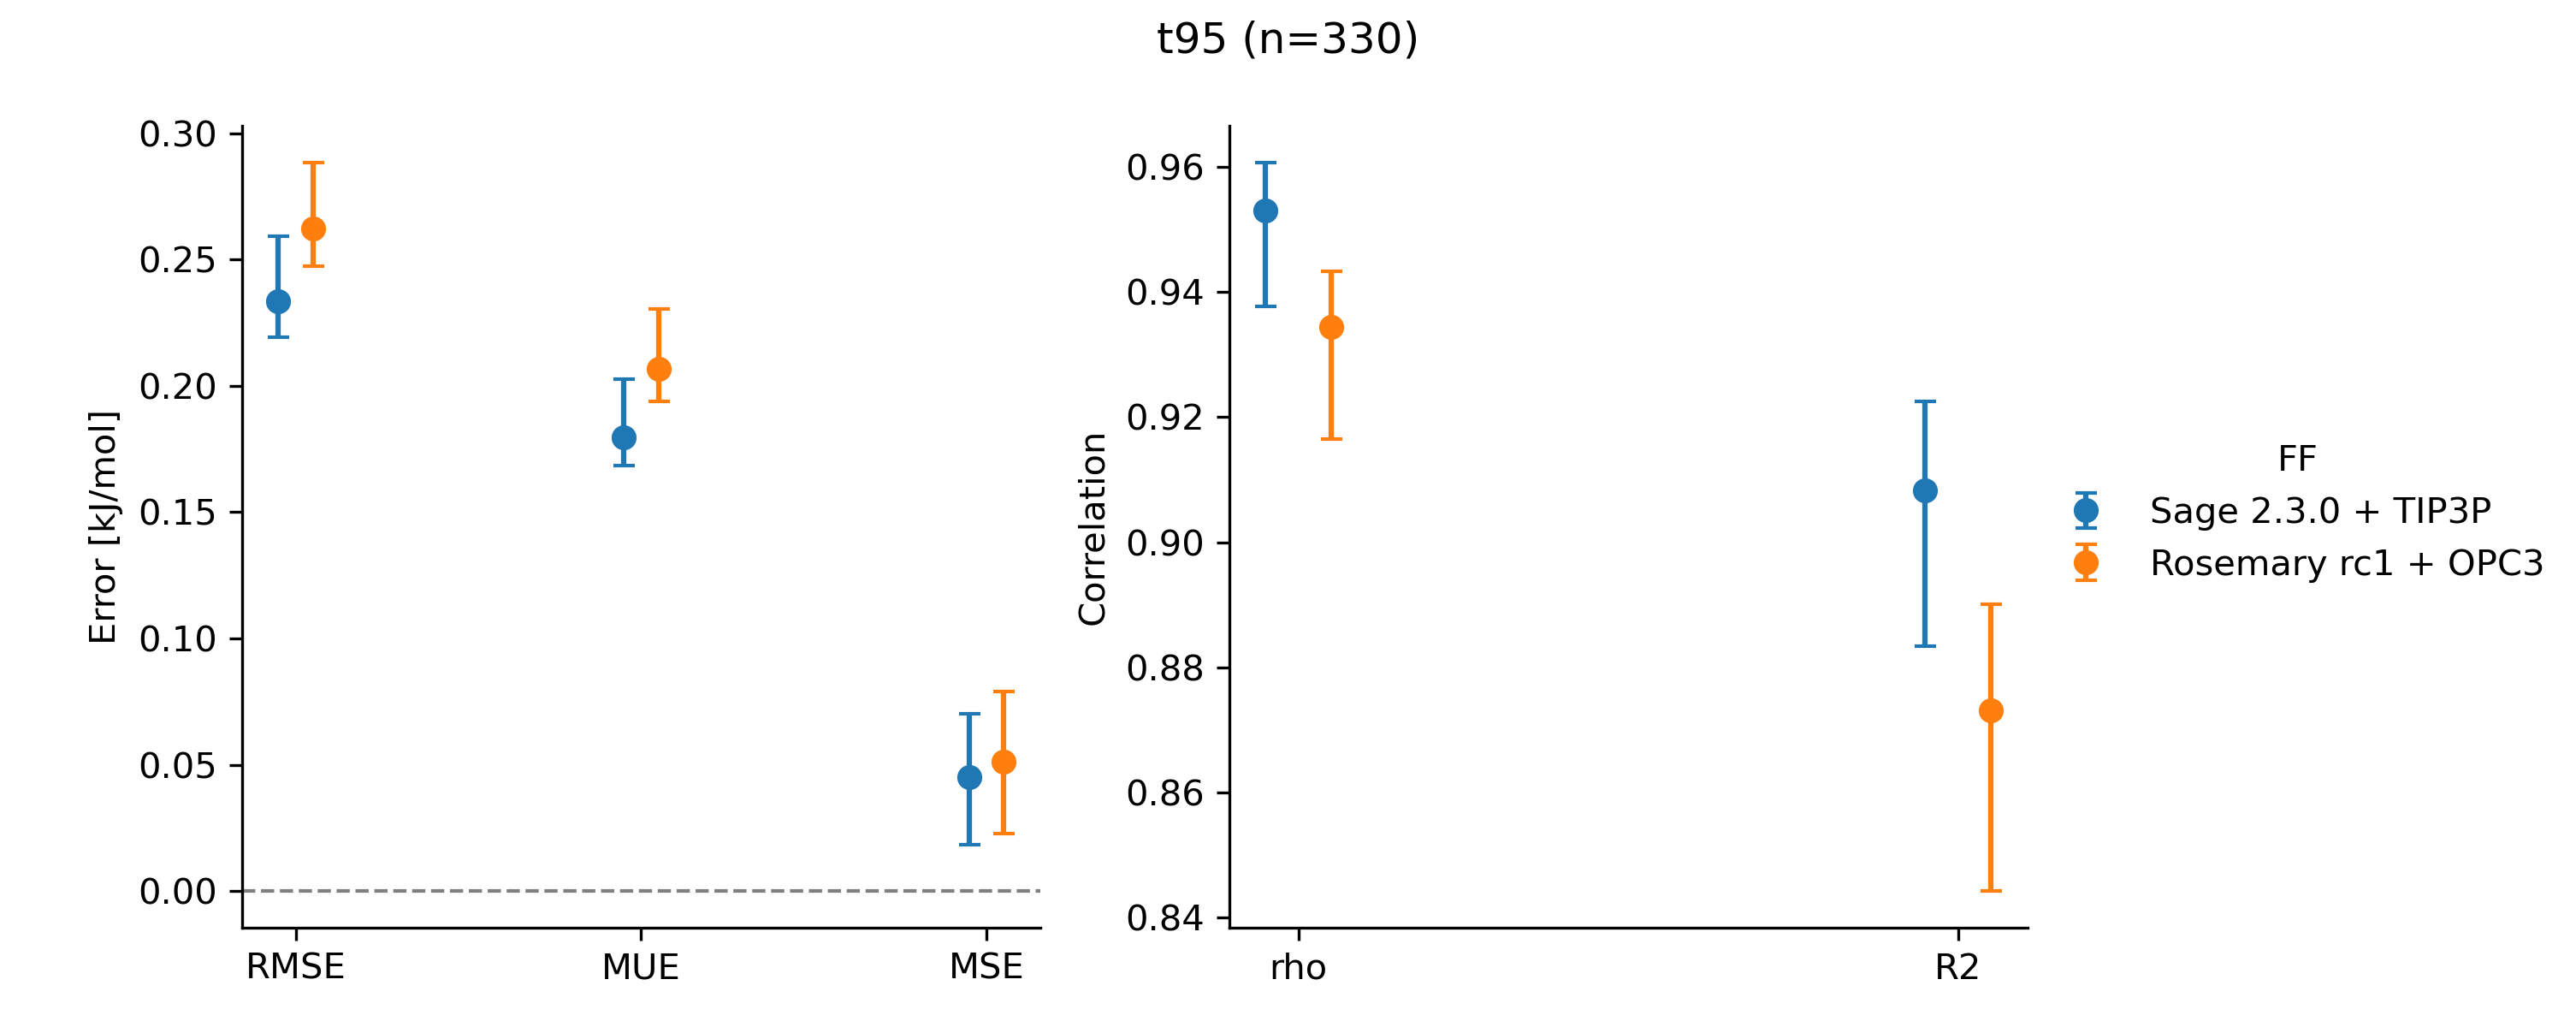 t95 (n=330)
0.30
0.25
0.20
0.15
0.10
0.05
0.00
Error [kJ/mol]
RMSE MUE MSE
0.96
0.94
0.92
0.90
0.88
0.86
0.84
Correlation
rho R2
FF
Sage 2.3.0 + TIP3P
Rosemary rc1 + OPC3